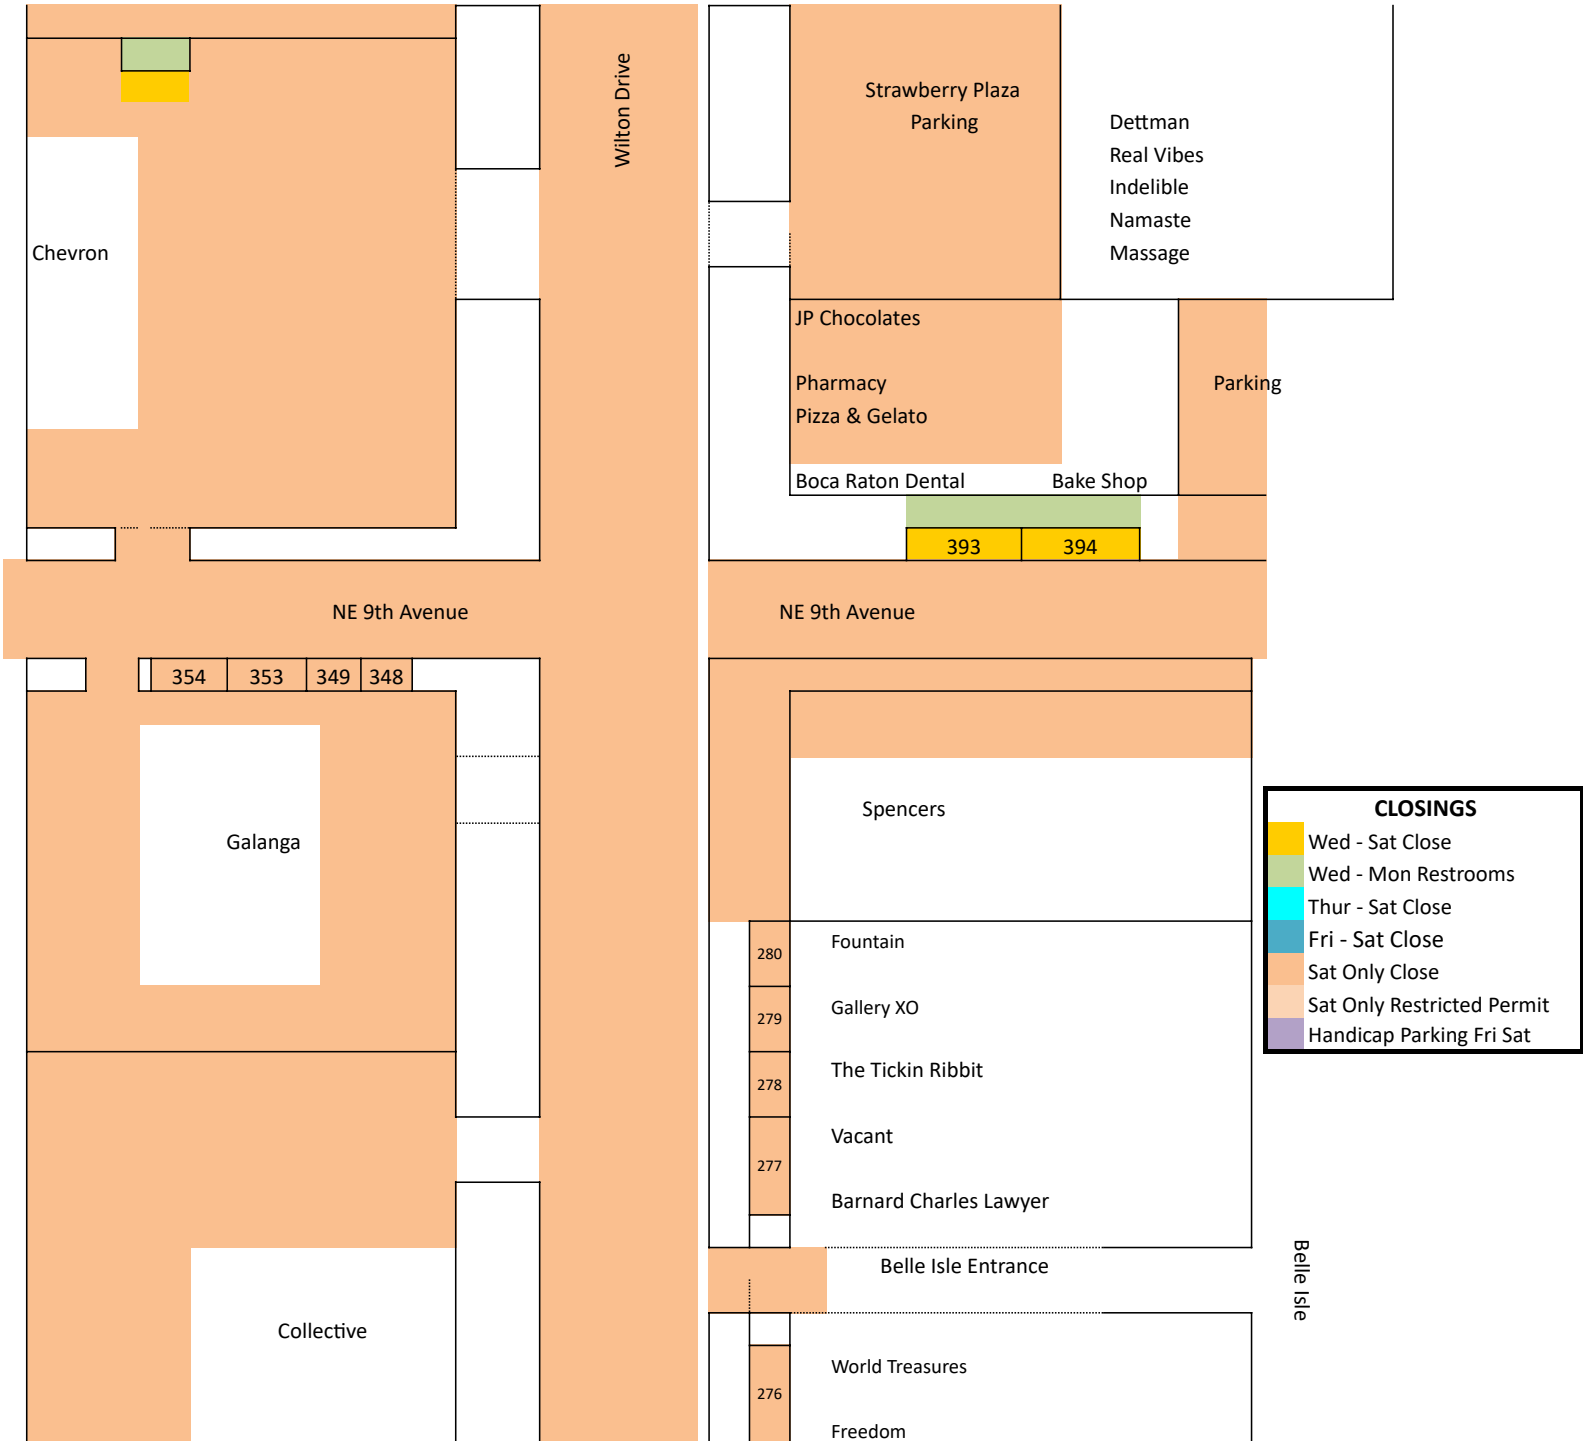 Wilton Drive
Strawberry Plaza
Parking
Dettman
Real Vibes
Indelible
Namaste
Massage
Chevron
JP Chocolates
Pharmacy
Parking
Pizza & Gelato
Boca Raton Dental
Bake Shop
393
394
NE 9th Avenue
NE 9th Avenue
354
353
349
348
Galanga
Spencers
CLOSINGS
Wed - Sat Close
Wed - Mon Restrooms
Thur - Sat Close
Fri - Sat Close
Sat Only Close
Sat Only Restricted Permit
Handicap Parking Fri Sat
280
Fountain
279
Gallery XO
278
The Tickin Ribbit
Vacant
277
Barnard Charles Lawyer
Belle Isle Entrance
Belle Isle
Collective
World Treasures
276
Freedom